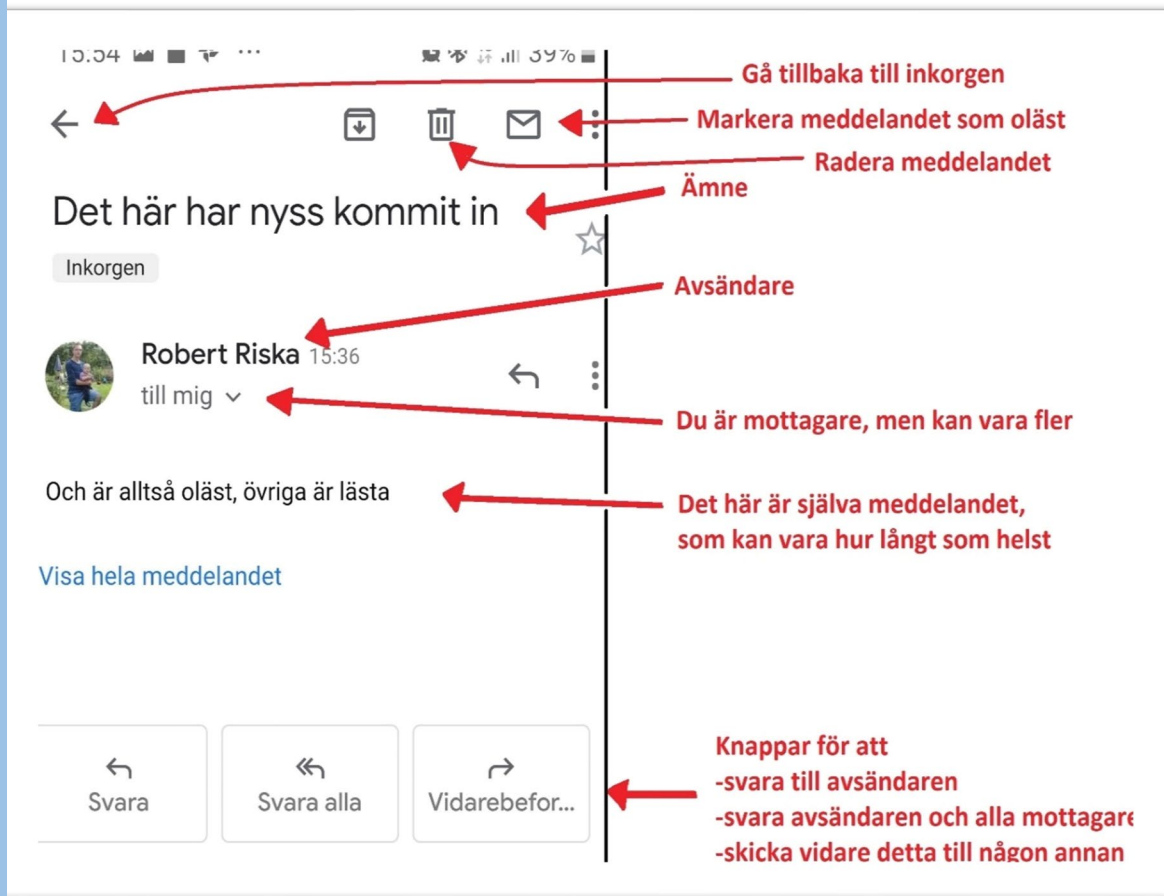 15:54 39%
Gå tillbaka till inkorgen
Markera meddelandet som oläst
Radera meddelandet
Ämne
Det här har nyss kommit in
Inkorgen
Avsändare
Robert Riska 15:36
till mig
Du är mottagare, men kan vara fler
Och är alltså oläst, övriga är lästa
Det här är själva meddelandet,
som kan vara hur långt som helst
Visa hela meddelandet
Svara
Svara alla
Vidarebefor...
Knappar för att
-svara till avsändaren
-svara avsändaren och alla mottagare
-skicka vidare detta till någon annan